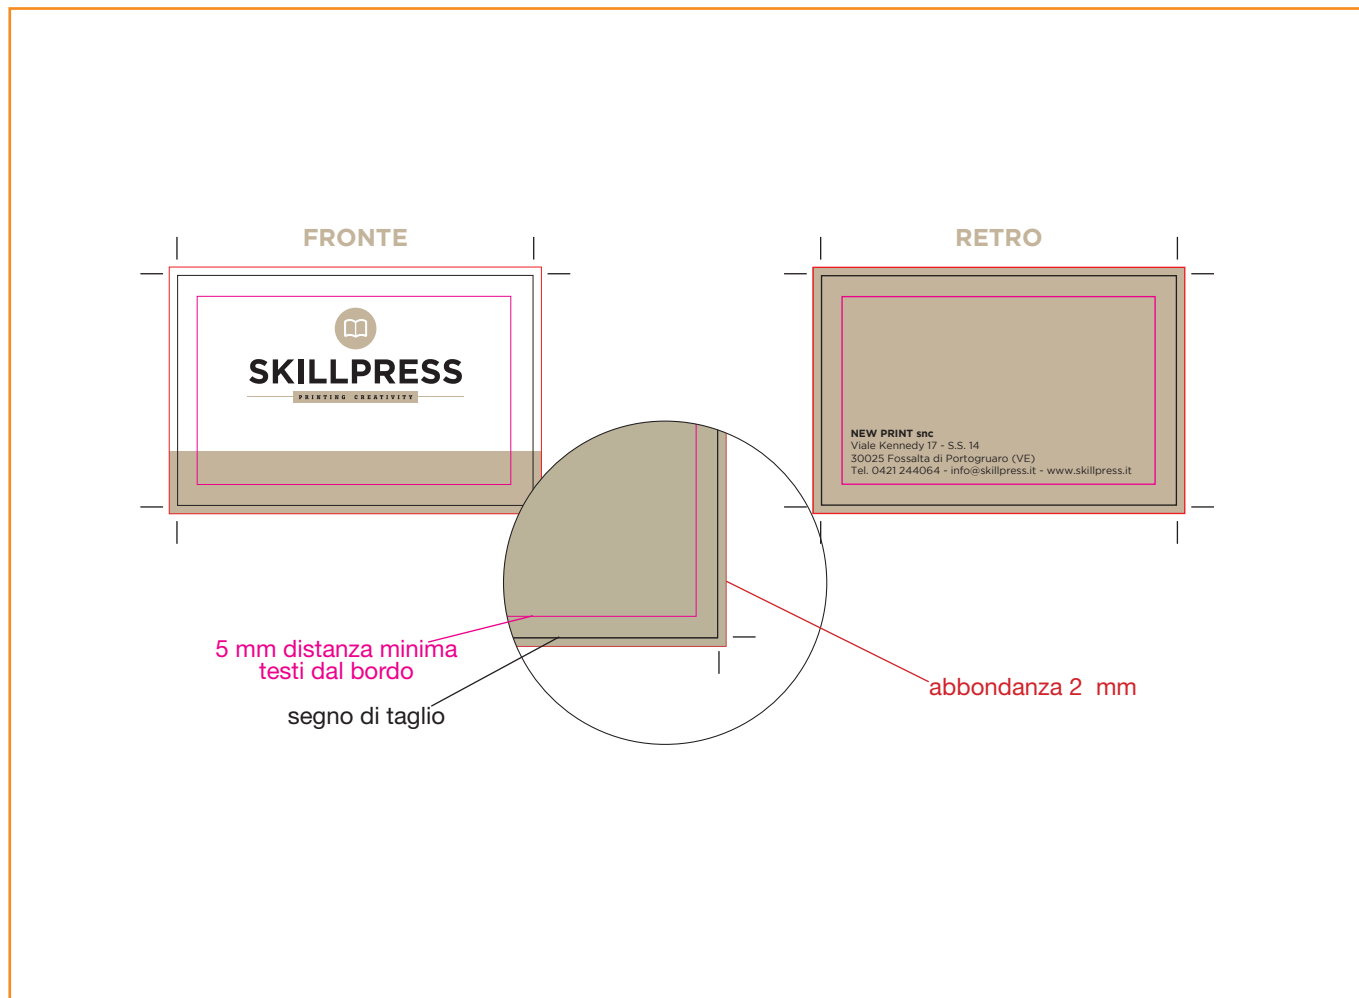 FRONTE
SKILLPRESS
PRINTING CREATIVITY
RETRO
NEW PRINT snc
Viale Kennedy 17 - S.S. 14
30025 Fossalta di Portogruaro (VE)
Tel. 0421 244064 - info@skillpress.it - www.skillpress.it
5 mm distanza minima
testi dal bordo
segno di taglio
abbondanza 2  mm